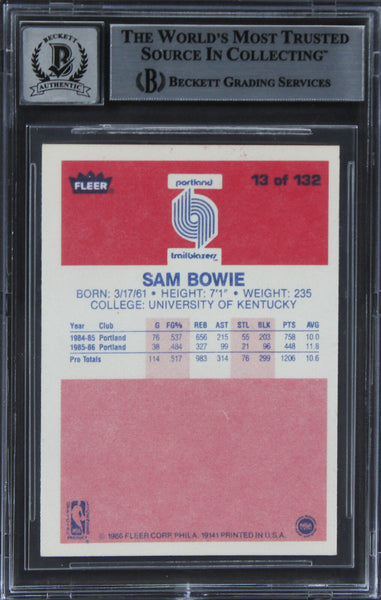 BECKETT
B
AUTHENTIC
THE WORLD'S MOST TRUSTED
SOURCE IN COLLECTING™
B BECKETT GRADING SERVICES
FLEER
portland
13 of 132
trailblazers
SAM BOWIE
BORN: 3/17/61 • HEIGHT: 7'1" • WEIGHT: 235
COLLEGE: UNIVERSITY OF KENTUCKY
Year Club G FG% REB AST STL BLK PTS AVG
1984-85 Portland 76 .537 656 215 55 203 758 10.0
1985-86 Portland 38 .484 327 99 21 96 448 11.8
Pro Totals 114 .517 983 314 76 299 1206 10.6
NBA
© 1986 FLEER CORP. PHILA. 19141 PRINTED IN U.S.A.